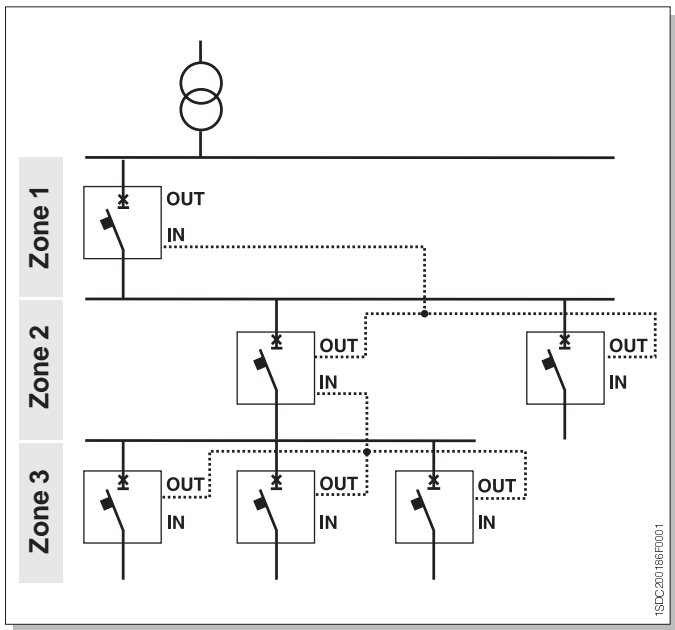 Zone 1
OUT
IN
Zone 2
OUT
IN
OUT
IN
Zone 3
OUT
IN
OUT
IN
OUT
IN
1SDC200186F0001